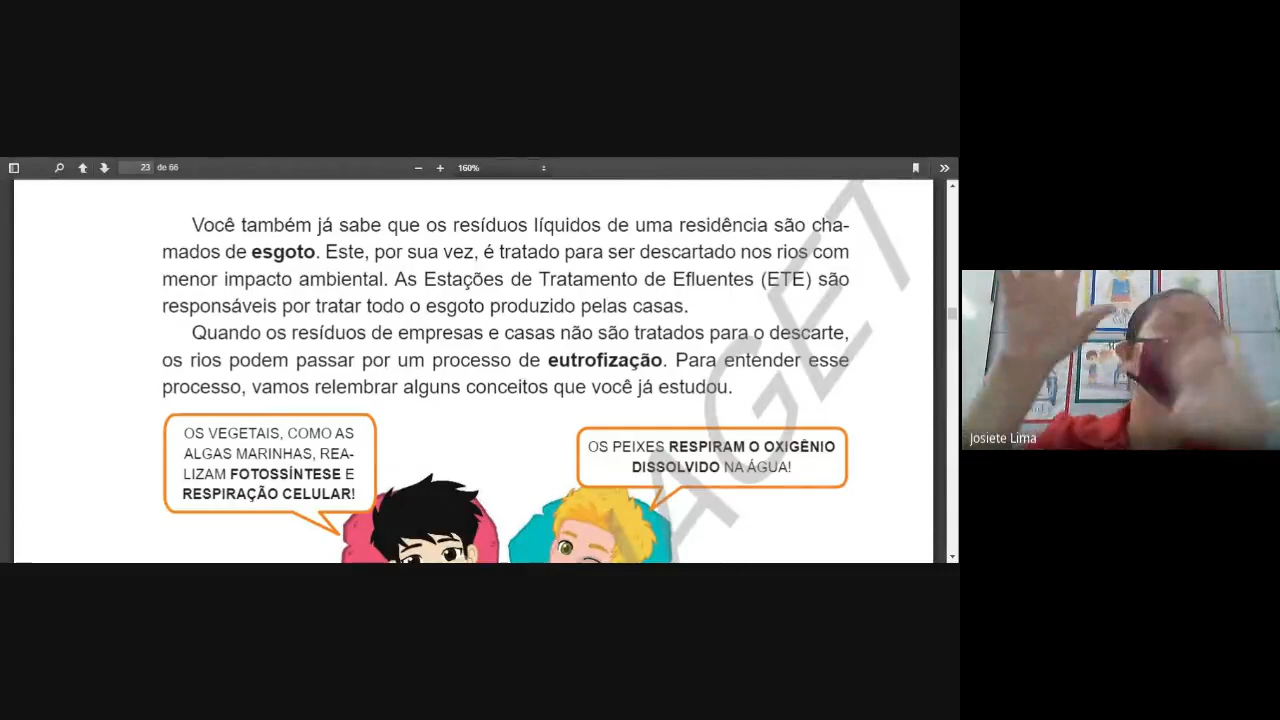 23 de 66
160%
Você também já sabe que os resíduos líquidos de uma residência são cha-
mados de esgoto. Este, por sua vez, é tratado para ser descartado nos rios com
menor impacto ambiental. As Estações de Tratamento de Efluentes (ETE) são
responsáveis por tratar todo o esgoto produzido pelas casas.
Quando os resíduos de empresas e casas não são tratados para o descarte,
os rios podem passar por um processo de eutrofização. Para entender esse
processo, vamos relembrar alguns conceitos que você já estudou.
OS VEGETAIS, COMO AS
ALGAS MARINHAS, REA-
LIZAM FOTOSSÍNTESE E
RESPIRAÇÃO CELULAR!
OS PEIXES RESPIRAM O OXIGÊNIO
DISSOLVIDO NA ÁGUA!
Josiete Lima